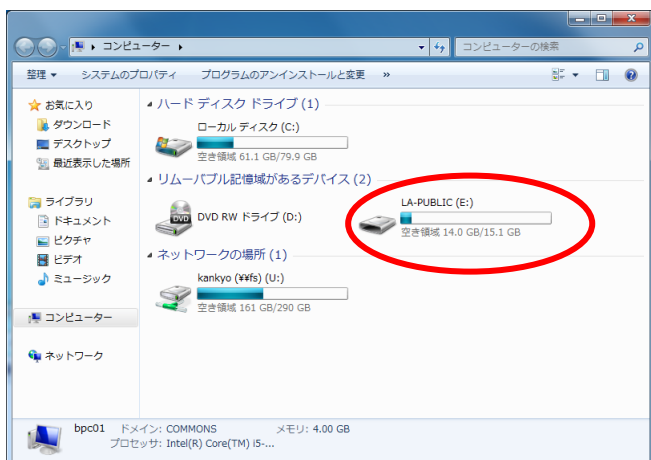 コンピューター
コンピューターの検索
整理 システムのプロパティ プログラムのアンインストールと変更 »
お気に入り
ダウンロード
デスクトップ
最近表示した場所
ライブラリ
ドキュメント
ピクチャ
ビデオ
ミュージック
コンピューター
ネットワーク
ハード ディスク ドライブ (1)
ローカル ディスク (C:)
空き領域 61.1 GB/79.9 GB
リムーバブル記憶域があるデバイス (2)
DVD
DVD RW ドライブ (D:)
LA-PUBLIC (E:)
空き領域 14.0 GB/15.1 GB
ネットワークの場所 (1)
kankyo (¥¥fs) (U:)
空き領域 161 GB/290 GB
bpc01 ドメイン: COMMONS メモリ: 4.00 GB
プロセッサ: Intel(R) Core(TM) i5-...